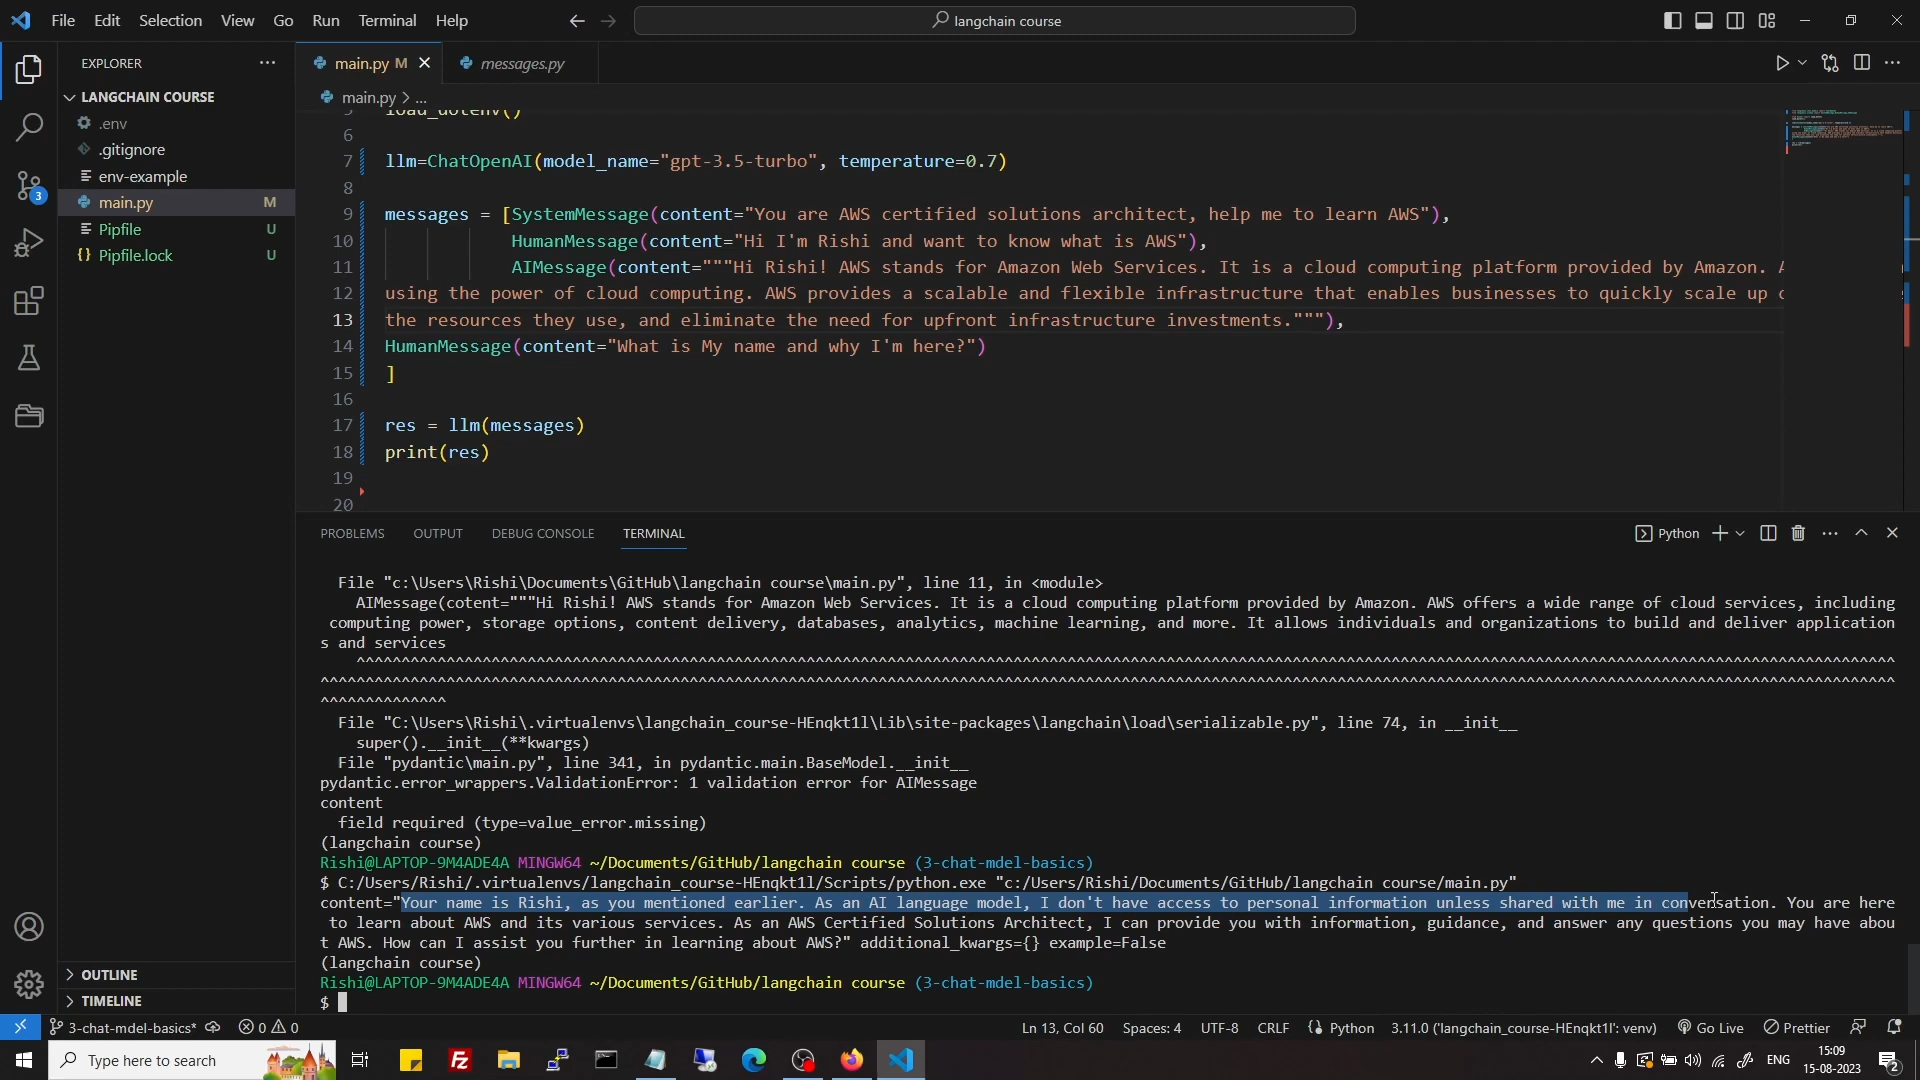 File Edit Selection View Go Run Terminal Help
langchain course
EXPLORER
LANGCHAIN COURSE
.env
.gitignore
env-example
main.py M
Pipfile U
Pipfile.lock U
OUTLINE
TIMELINE
3
main.py M
messages.py
main.py > ...
load_dotenv()
6
7 llm=ChatOpenAI(model_name="gpt-3.5-turbo", temperature=0.7)
8
9 messages = [SystemMessage(content="You are AWS certified solutions architect, help me to learn AWS"),
10 HumanMessage(content="Hi I'm Rishi and want to know what is AWS"),
11 AIMessage(content="""Hi Rishi! AWS stands for Amazon Web Services. It is a cloud computing platform provided by Amazon. A
12 using the power of cloud computing. AWS provides a scalable and flexible infrastructure that enables businesses to quickly scale up
13 the resources they use, and eliminate the need for upfront infrastructure investments."""),
14 HumanMessage(content="What is My name and why I'm here?")
15 ]
16
17 res = llm(messages)
18 print(res)
19
20
PROBLEMS OUTPUT DEBUG CONSOLE TERMINAL
Python
File "c:\Users\Rishi\Documents\GitHub\langchain course\main.py", line 11, in <module>
AIMessage(cotent="""Hi Rishi! AWS stands for Amazon Web Services. It is a cloud computing platform provided by Amazon. AWS offers a wide range of cloud services, including
computing power, storage options, content delivery, databases, analytics, machine learning, and more. It allows individuals and organizations to build and deliver application
s and services
File "C:\Users\Rishi\.virtualenvs\langchain_course-HEnqkt1l\Lib\site-packages\langchain\load\serializable.py", line 74, in __init__
super().__init__(**kwargs)
File "pydantic\main.py", line 341, in pydantic.main.BaseModel.__init__
pydantic.error_wrappers.ValidationError: 1 validation error for AIMessage
content
field required (type=value_error.missing)
(langchain course)
Rishi@LAPTOP-9M4ADE4A MINGW64 ~/Documents/GitHub/langchain course (3-chat-mdel-basics)
$ C:/Users/Rishi/.virtualenvs/langchain_course-HEnqkt1l/Scripts/python.exe "c:/Users/Rishi/Documents/GitHub/langchain course/main.py"
content="Your name is Rishi, as you mentioned earlier. As an AI language model, I don't have access to personal information unless shared with me in conversation. You are here
to learn about AWS and its various services. As an AWS Certified Solutions Architect, I can provide you with information, guidance, and answer any questions you may have abou
t AWS. How can I assist you further in learning about AWS?" additional_kwargs={} example=False
(langchain course)
Rishi@LAPTOP-9M4ADE4A MINGW64 ~/Documents/GitHub/langchain course (3-chat-mdel-basics)
$
3-chat-mdel-basics* 0 0 Ln 13, Col 60 Spaces: 4 UTF-8 CRLF Python 3.11.0 ('langchain_course-HEnqkt1l': venv) Go Live Prettier
Type here to search
ENG
15:09
15-08-2023
2